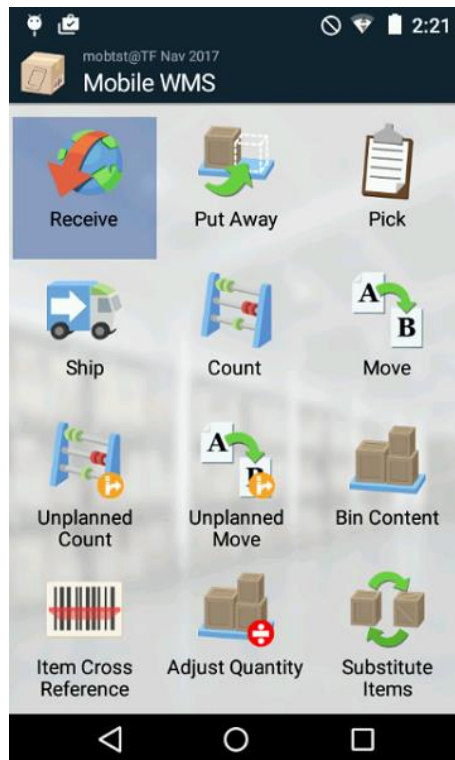 2:21
mobtst@TF Nav 2017
Mobile WMS
Receive
Put Away
Pick
Ship
Count
A
B
Move
Unplanned
Count
A
B
Unplanned
Move
Bin Content
Item Cross
Reference
Adjust Quantity
Substitute
Items